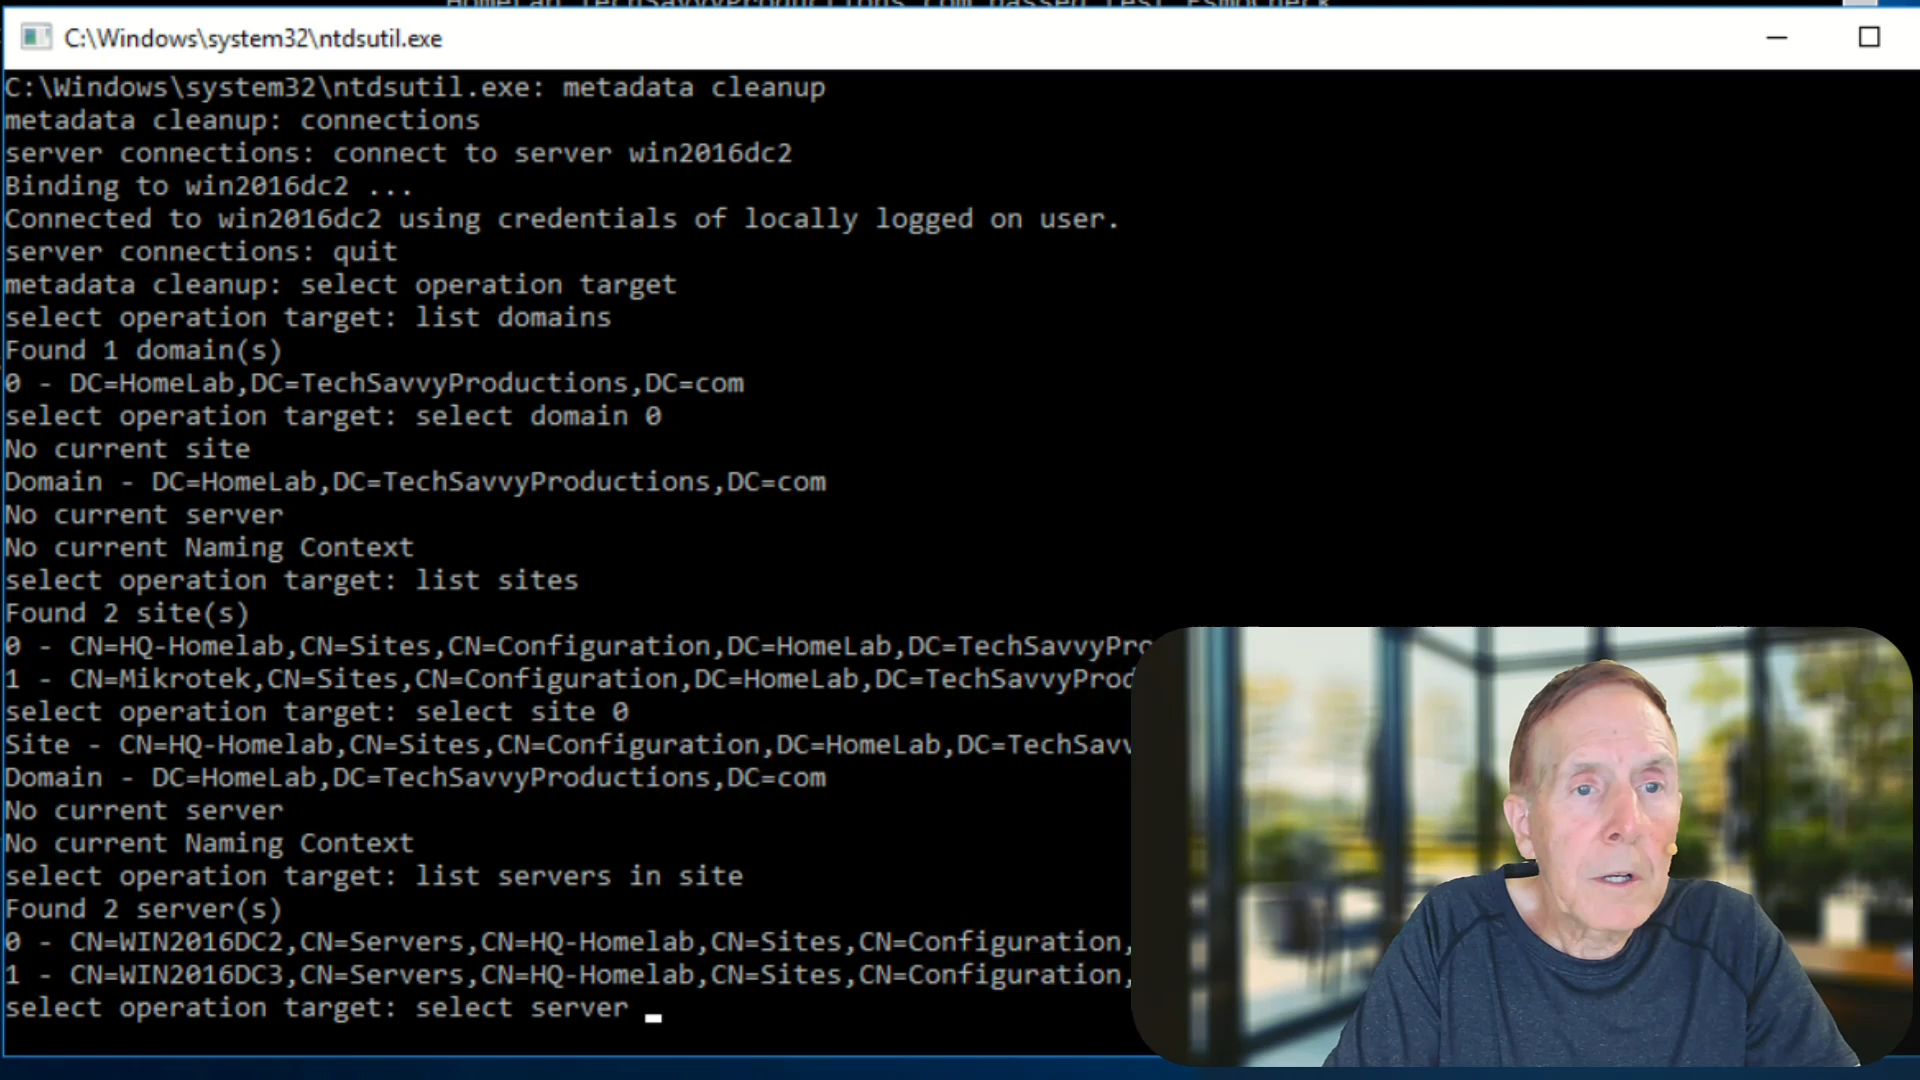 HomeLab.TechSavvyProductions.com passed test FsmoCheck
C:\Windows\system32\ntdsutil.exe
C:\Windows\system32\ntdsutil.exe: metadata cleanup
metadata cleanup: connections
server connections: connect to server win2016dc2
Binding to win2016dc2 ...
Connected to win2016dc2 using credentials of locally logged on user.
server connections: quit
metadata cleanup: select operation target
select operation target: list domains
Found 1 domain(s)
0 - DC=HomeLab,DC=TechSavvyProductions,DC=com
select operation target: select domain 0
No current site
Domain - DC=HomeLab,DC=TechSavvyProductions,DC=com
No current server
No current Naming Context
select operation target: list sites
Found 2 site(s)
0 - CN=HQ-Homelab,CN=Sites,CN=Configuration,DC=HomeLab,DC=TechSavvyPro
1 - CN=Mikrotek,CN=Sites,CN=Configuration,DC=HomeLab,DC=TechSavvyProd
select operation target: select site 0
Site - CN=HQ-Homelab,CN=Sites,CN=Configuration,DC=HomeLab,DC=TechSavv
Domain - DC=HomeLab,DC=TechSavvyProductions,DC=com
No current server
No current Naming Context
select operation target: list servers in site
Found 2 server(s)
0 - CN=WIN2016DC2,CN=Servers,CN=HQ-Homelab,CN=Sites,CN=Configuration,
1 - CN=WIN2016DC3,CN=Servers,CN=HQ-Homelab,CN=Sites,CN=Configuration,
select operation target: select server